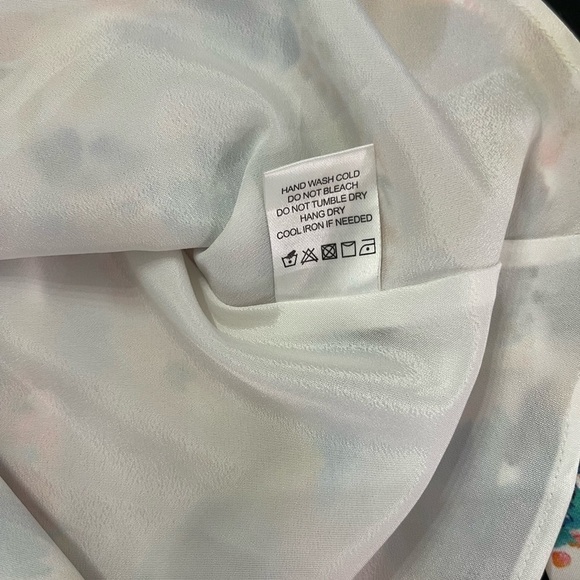 HAND WASH COLD
DO NOT BLEACH
DO NOT TUMBLE DRY
HANG DRY
COOL IRON IF NEEDED